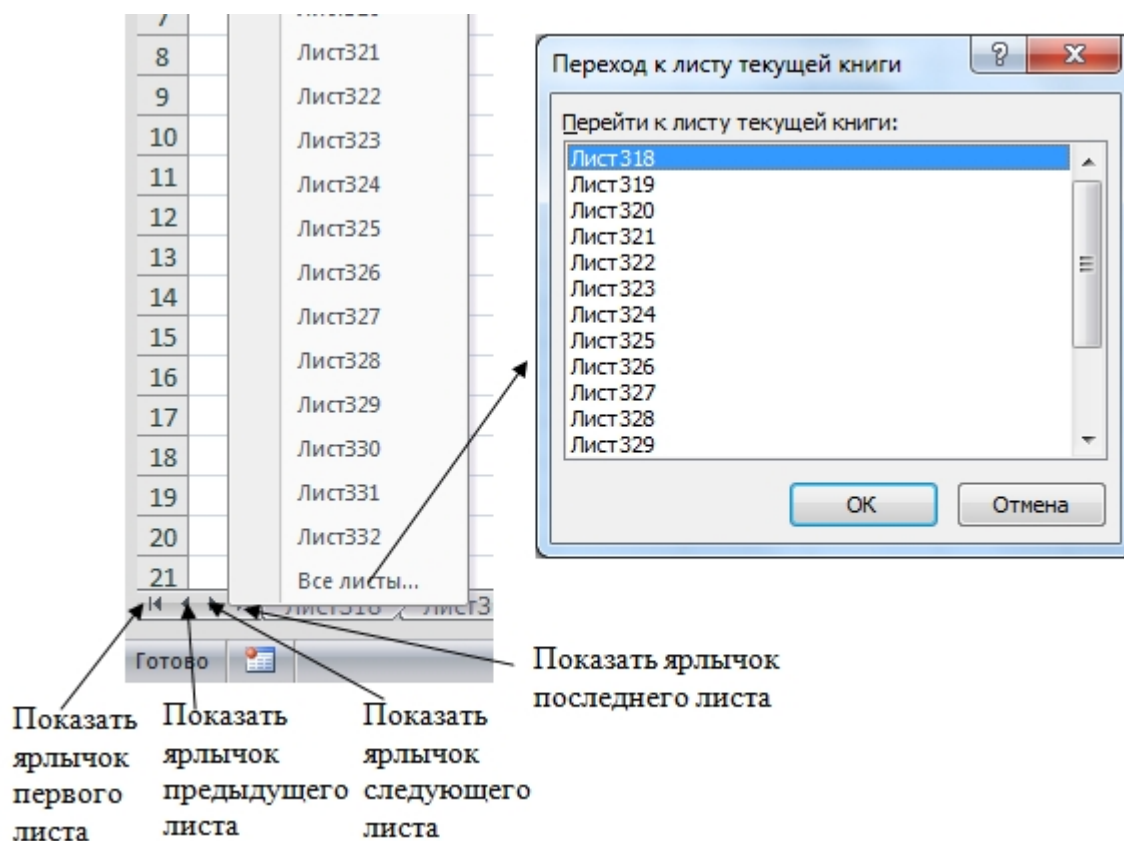 7
8
9
10
11
12
13
14
15
16
17
18
19
20
21
Лист321
Лист322
Лист323
Лист324
Лист325
Лист326
Лист327
Лист328
Лист329
Лист330
Лист331
Лист332
Все листы...
Лист318
Лист3
Готово
Переход к листу текущей книги
Перейти к листу текущей книги:
Лист318
Лист319
Лист320
Лист321
Лист322
Лист323
Лист324
Лист325
Лист326
Лист327
Лист328
Лист329
ОК
Отмена
Показать ярлычок
последнего листа
Показать
ярлычок
первого
листа
Показать
ярлычок
предыдущего
листа
Показать
ярлычок
следующего
листа